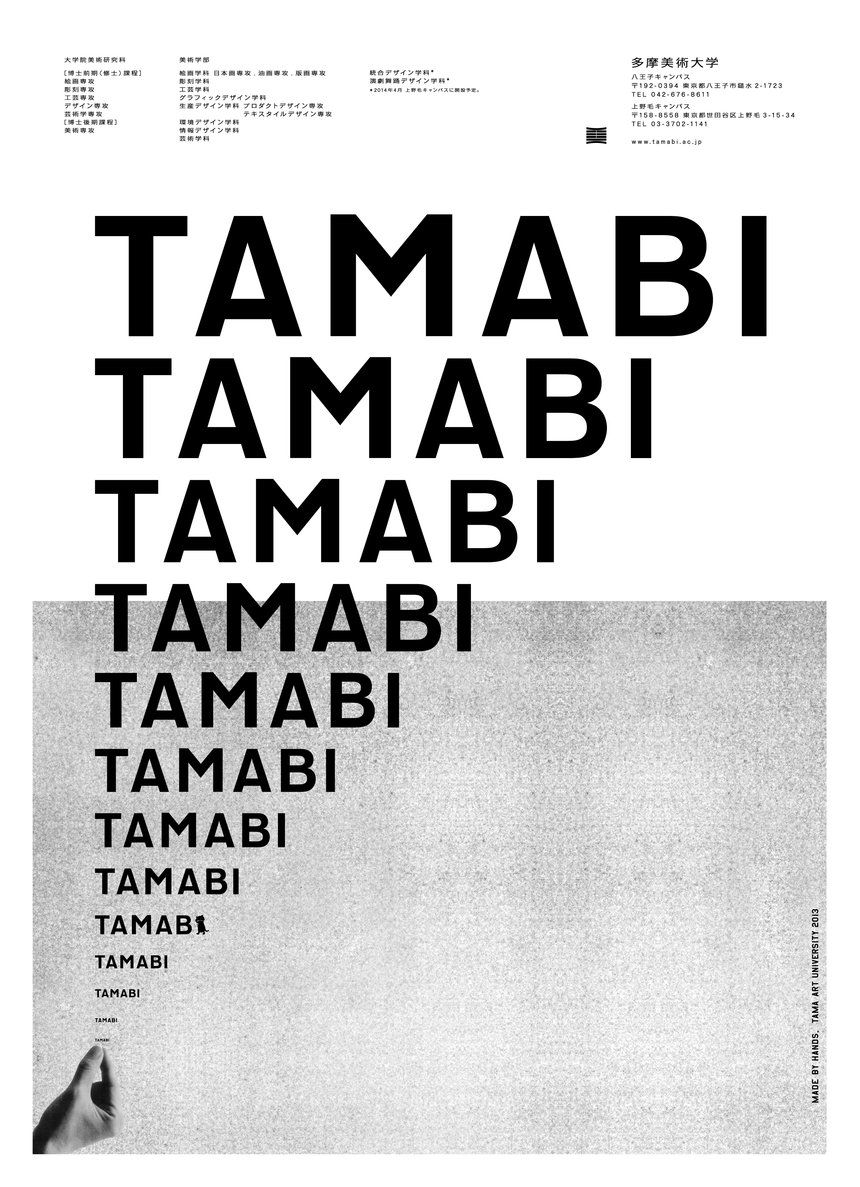 大学院美術研究科
[博士前期(修士)課程]
絵画専攻
彫刻専攻
工芸専攻
デザイン専攻
芸術学専攻
[博士後期課程]
美術専攻
美術学部
絵画学科 日本画専攻.油画専攻.版画専攻
彫刻学科
工芸学科
グラフィックデザイン学科
生産デザイン学科 プロダクトデザイン専攻
テキスタイルデザイン専攻
環境デザイン学科
情報デザイン学科
芸術学科
統合デザイン学科*
演劇舞踊デザイン学科*
*2014年4月 上野毛キャンパスに開設予定。
多摩美術大学
八王子キャンパス
〒192-0394 東京都八王子市鑓水2-1723
TEL 042-676-8611
上野毛キャンパス
〒158-8558 東京都世田谷区上野毛3-15-34
TEL 03-3702-1141
www.tamabi.ac.jp
TAMABI
TAMABI
TAMABI
TAMABI
TAMABI
TAMABI
TAMABI
TAMABI
TAMABI
TAMABI
TAMABI
TAMABI
TAMABI
MADE BY HANDS. TAMA ART UNIVERSITY 2013